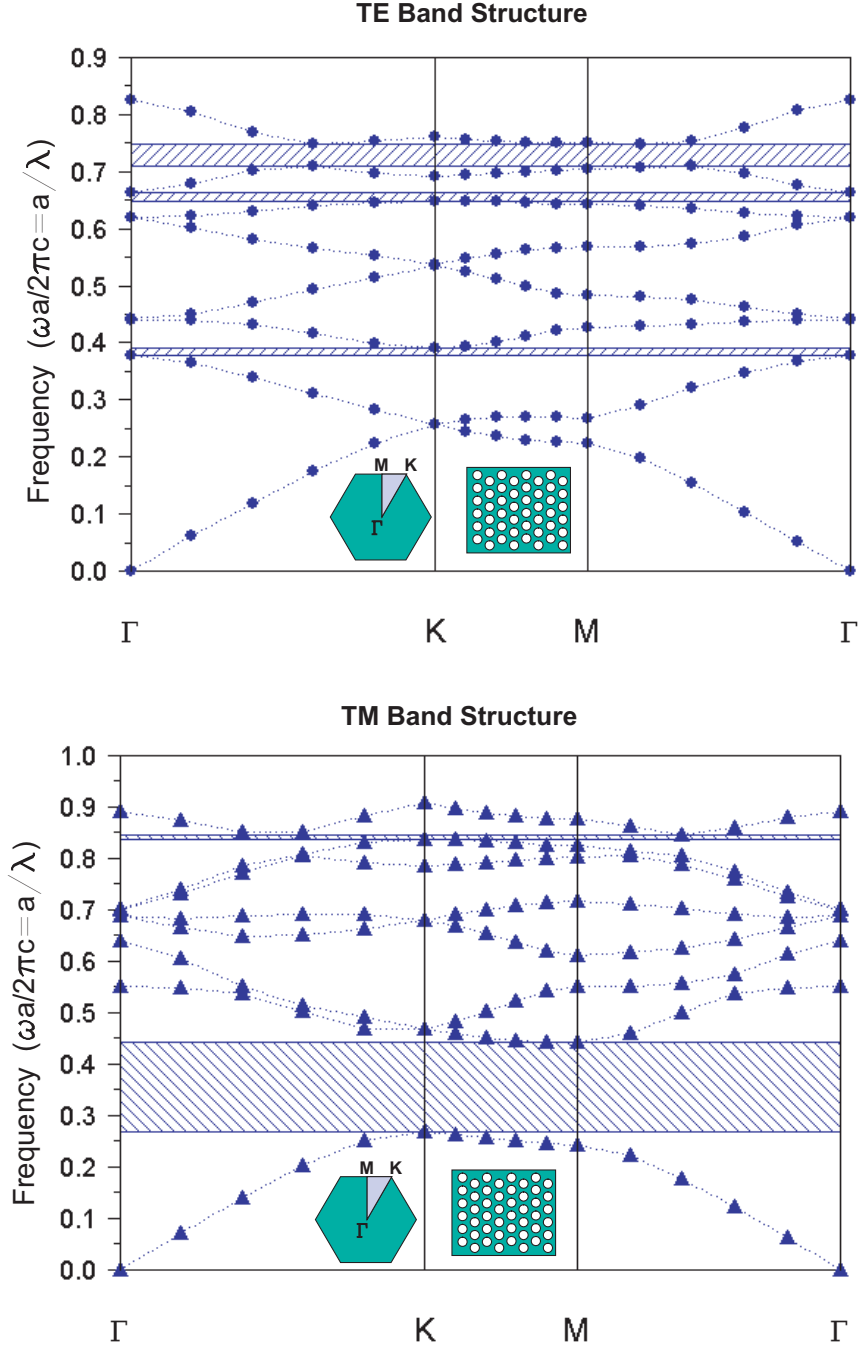 TE Band Structure
Frequency (ωa/2πc=a/λ)
0.9
0.8
0.7
0.6
0.5
0.4
0.3
0.2
0.1
0.0
M K
Γ
Γ K M Γ
TM Band Structure
Frequency (ωa/2πc=a/λ)
1.0
0.9
0.8
0.7
0.6
0.5
0.4
0.3
0.2
0.1
0.0
M K
Γ
Γ K M Γ